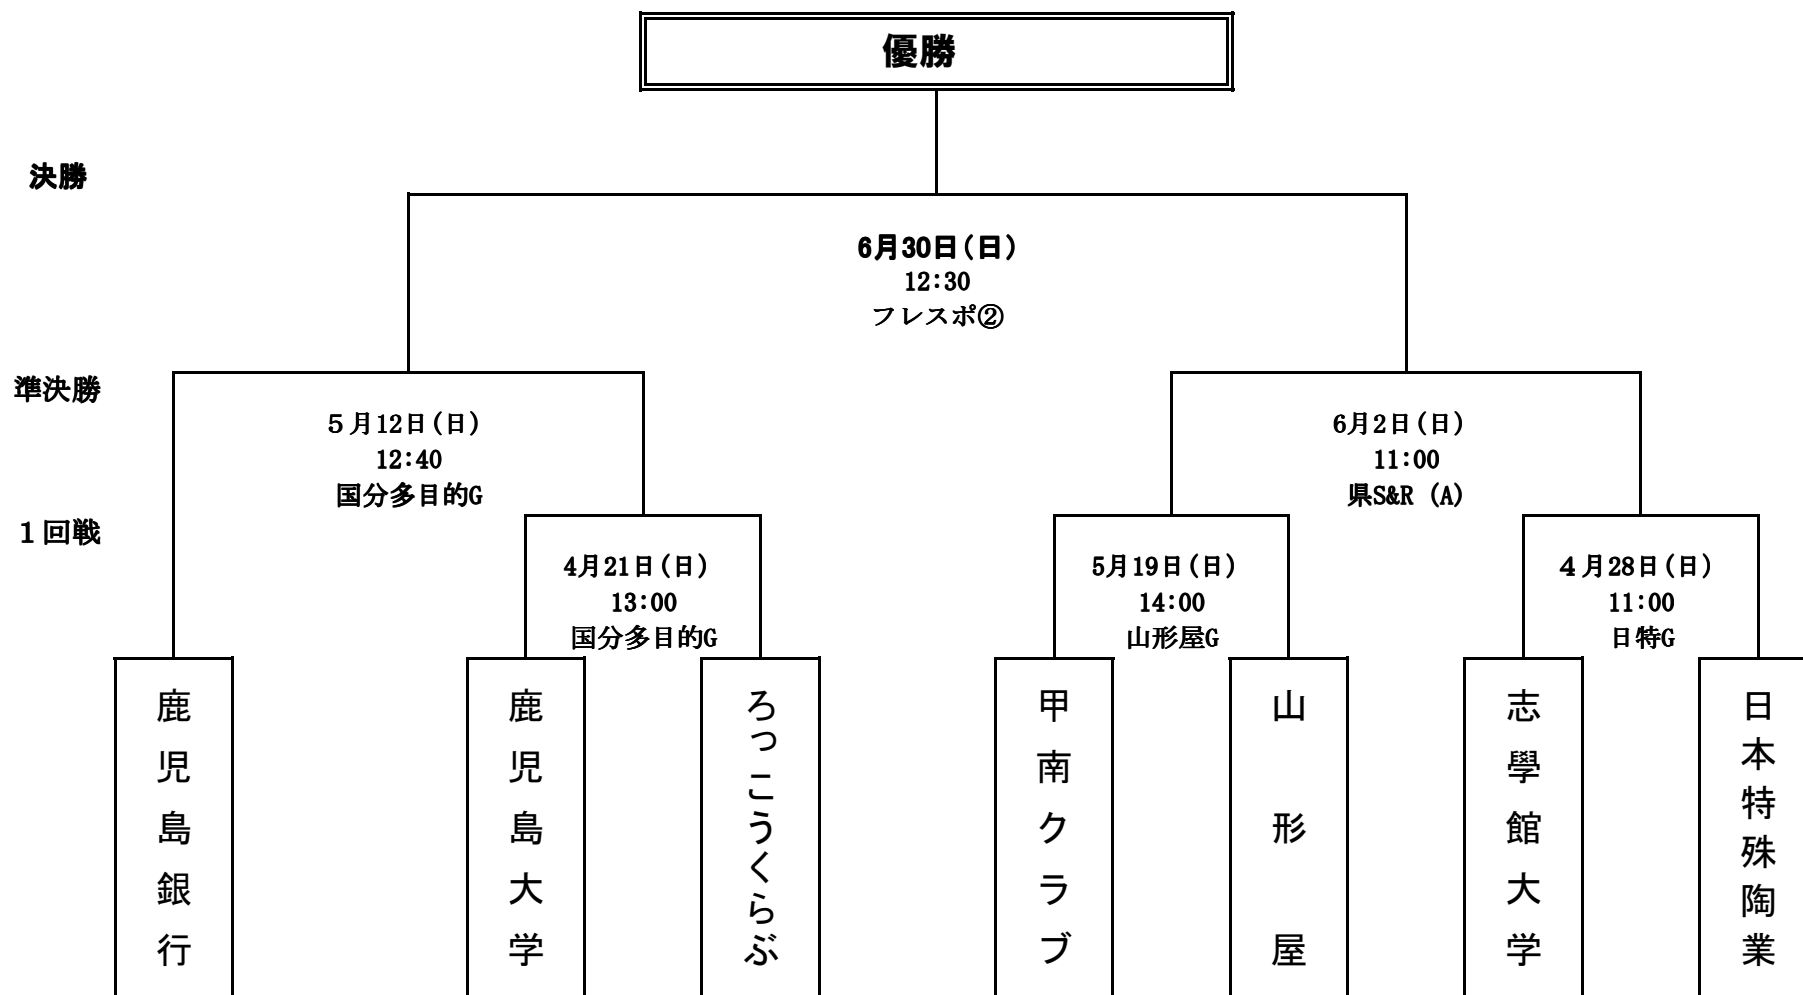 優勝
決勝
6月30日(日)
12:30
フレスポ②
準決勝
５月12日(日)
12:40
国分多目的G
6月2日(日)
11:00
県S&R (A)
１回戦
4月21日(日)
13:00
国分多目的G
5月19日(日)
14:00
山形屋G
４月28日(日)
11:00
日特G
鹿児島銀行
鹿児島大学
ろっこうくらぶ
甲南クラブ
山形屋
志學館大学
日本特殊陶業